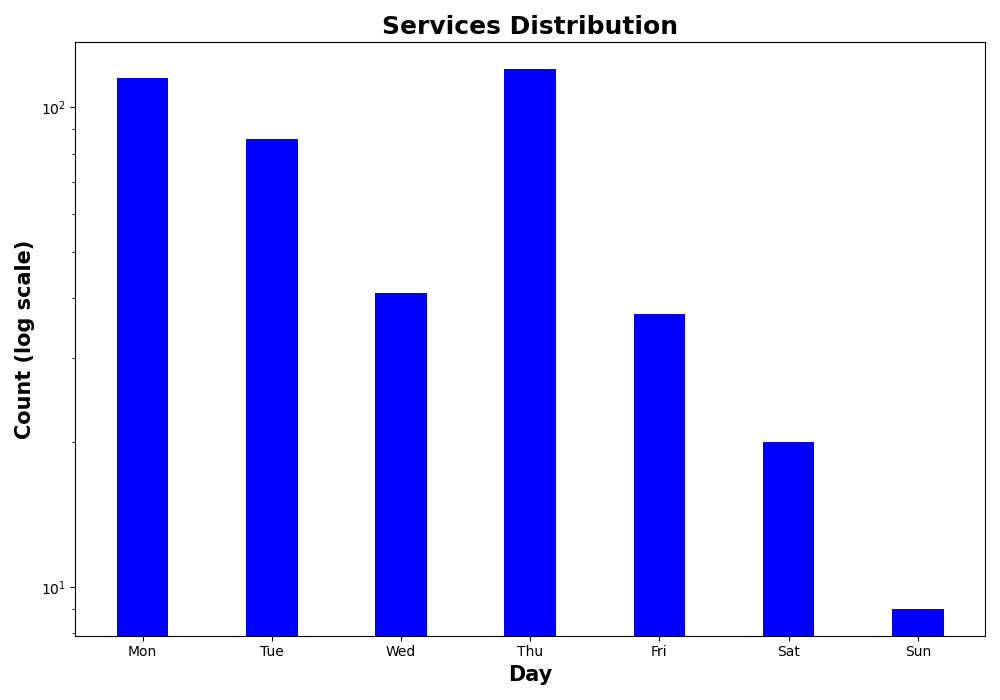 Services Distribution
Count (log scale)
10²
10¹
Mon Tue Wed Thu Fri Sat Sun
Day